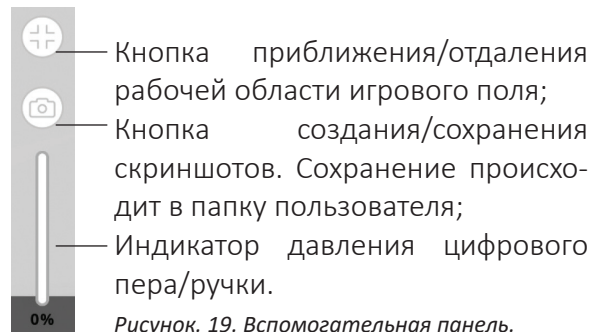 Кнопка приближения/отдаления
рабочей области игрового поля;
Кнопка создания/сохранения
скриншотов. Сохранение происхо-
дит в папку пользователя;
Индикатор давления цифрового
пера/ручки.
0%
Рисунок. 19. Вспомогательная панель.